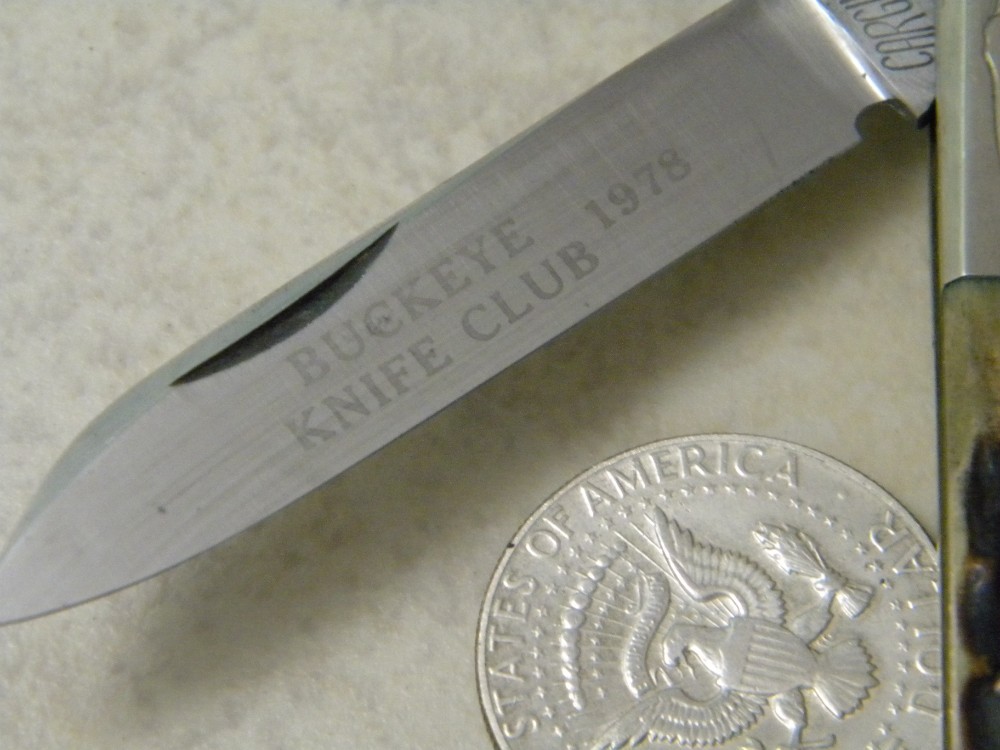 BUCKEYE
KNIFE CLUB 1978
STATES OF AMERICA
DOLLAR